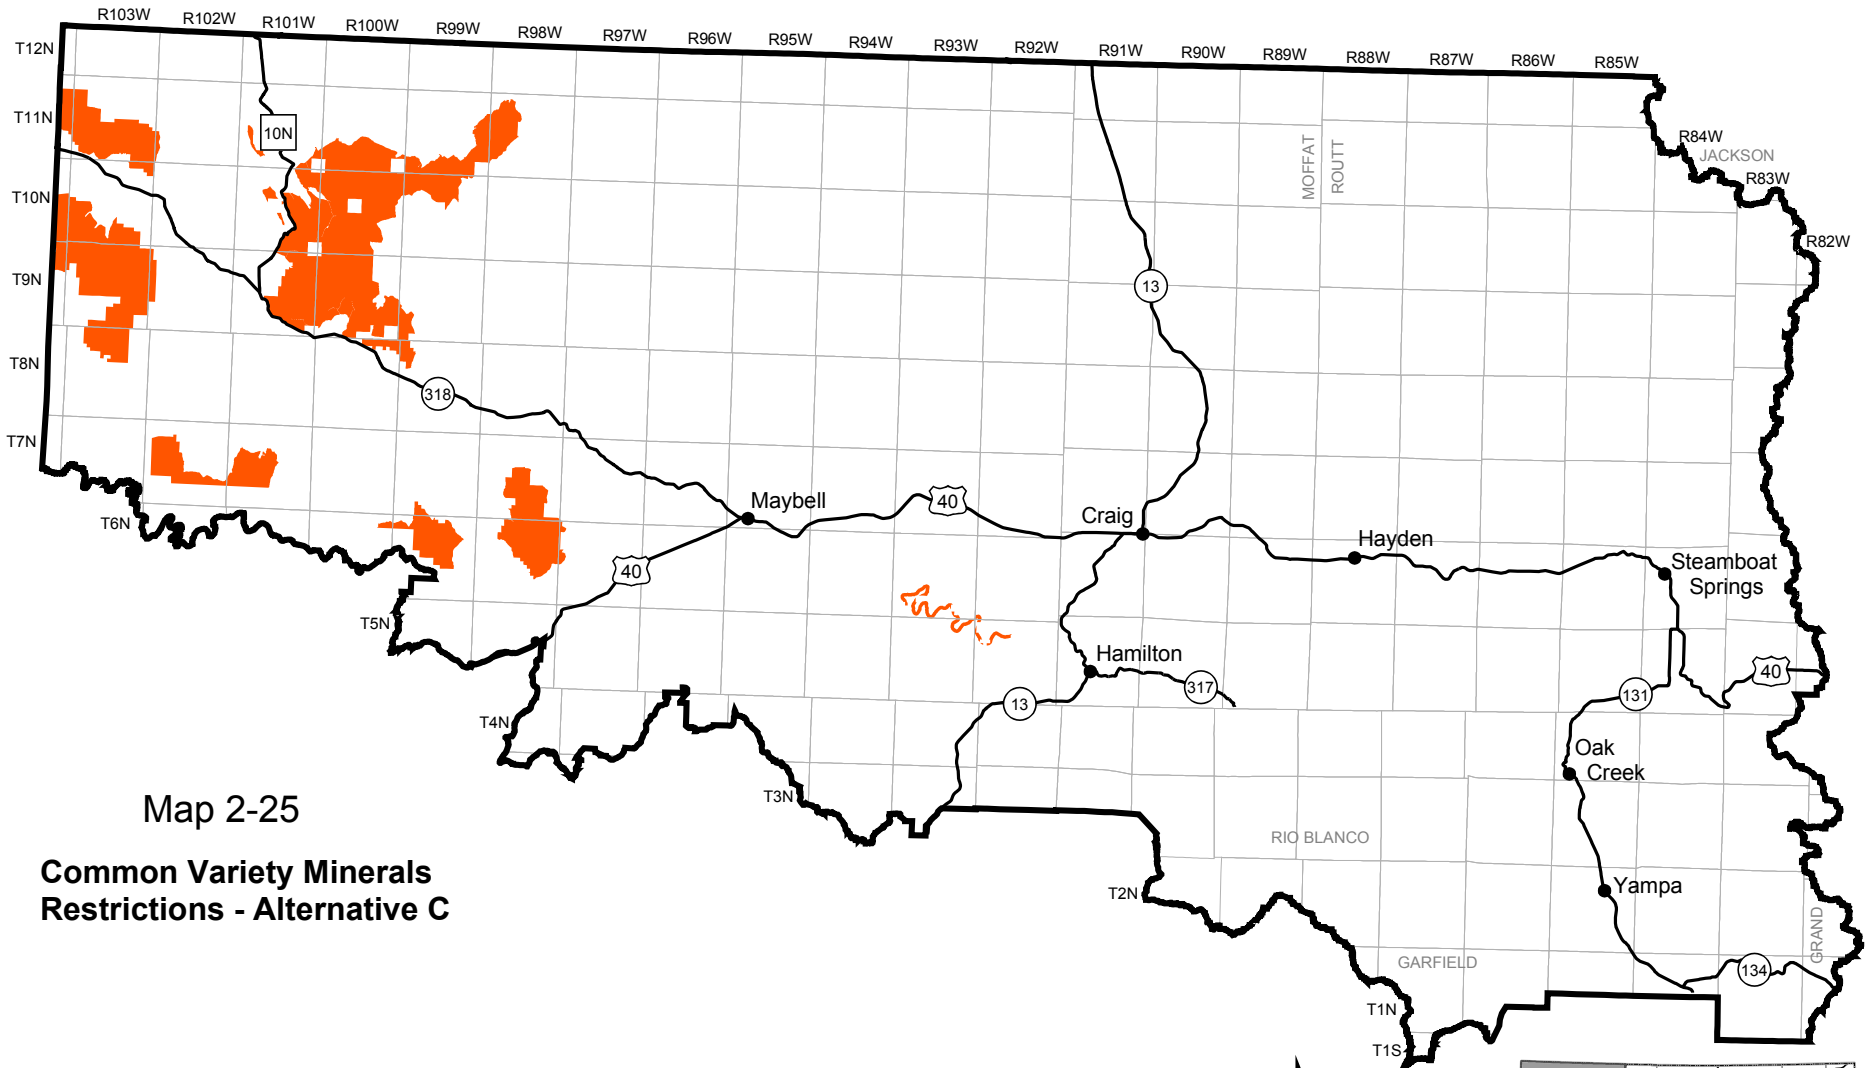 R103W
R102W
R101W
R100W
R99W
R98W
R97W
R96W
R95W
R94W
R93W
R92W
R91W
R90W
R89W
R88W
R87W
R86W
R85W
T12N
T11N
10N
R84W
JACKSON
MOFFAT
ROUTT
R83W
T10N
R82W
T9N
13
T8N
318
T7N
Maybell
40
Craig
T6N
Hayden
40
Steamboat
Springs
T5N
Hamilton
317
40
131
13
T4N
Oak
Creek
T3N
Map 2-25
RIO BLANCO
Common Variety Minerals
Restrictions - Alternative C
T2N
Yampa
GRAND
GARFIELD
134
T1N
T1S